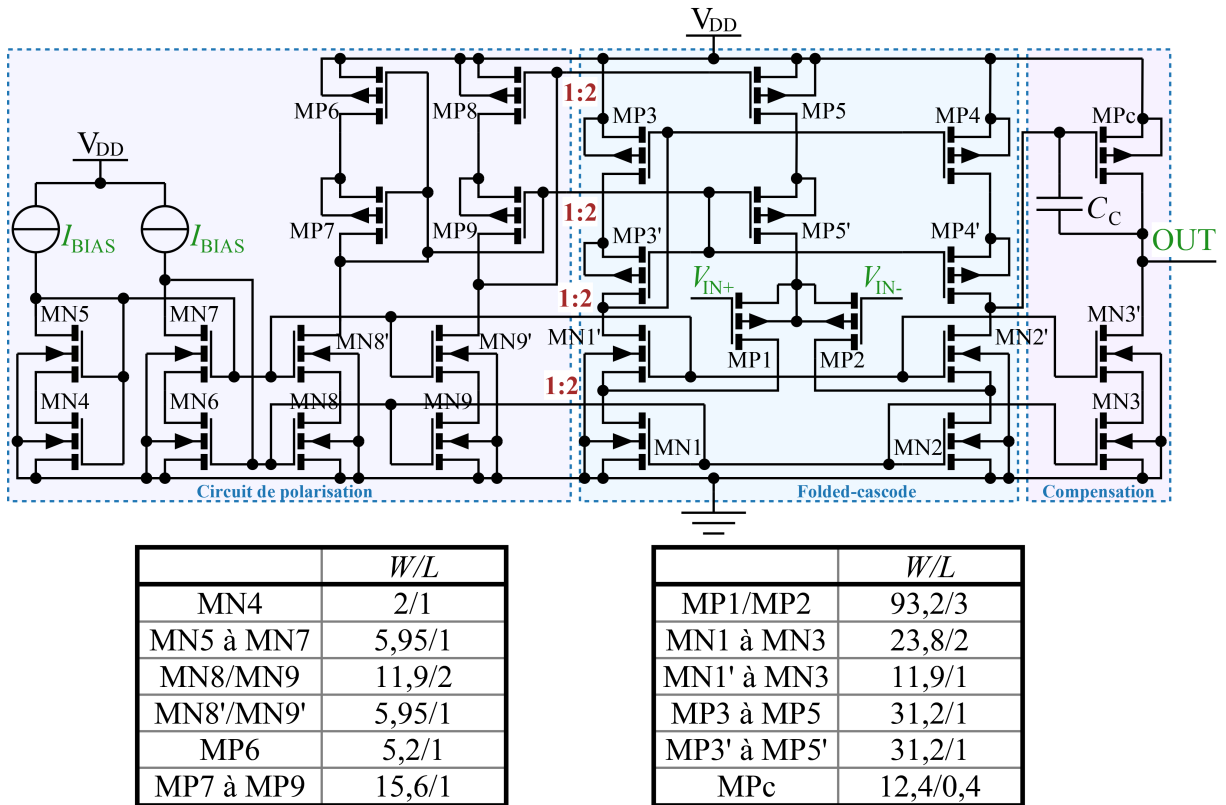 VDD
1:2
MP6
MP8
MP3
MP5
MP4
MPc
VDD
1:2
CC
IBIAS
IBIAS
MP7
MP9
MP3'
MP5'
MP4'
OUT
1:2
VIN+
VIN-
MN5
MN7
MN8'
MN9'
MN1'
MP1
MP2
MN2'
MN3'
1:2
MN4
MN6
MN8
MN9
MN1
MN2
MN3
Circuit de polarisation
Folded-cascode
Compensation
W/L
MN4 2/1
MN5 à MN7 5,95/1
MN8/MN9 11,9/2
MN8'/MN9' 5,95/1
MP6 5,2/1
MP7 à MP9 15,6/1
W/L
MP1/MP2 93,2/3
MN1 à MN3 23,8/2
MN1' à MN3 11,9/1
MP3 à MP5 31,2/1
MP3' à MP5' 31,2/1
MPc 12,4/0,4